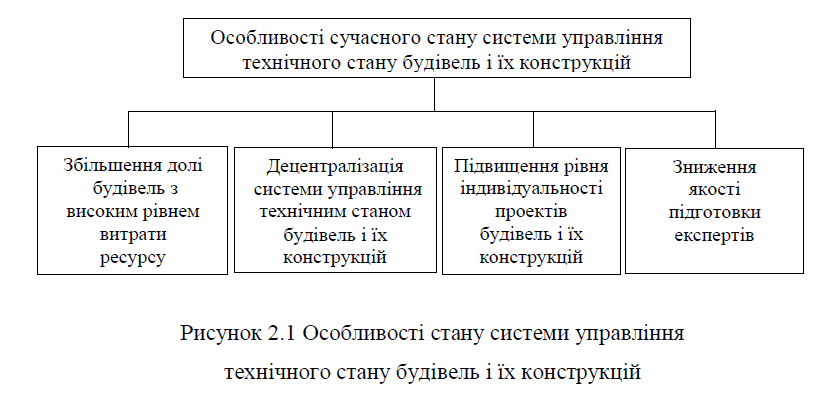 Особливості сучасного стану системи управління
технічного стану будівель і їх конструкцій
Збільшення долі
будівель з
високим рівнем
витрати
ресурсу
Децентралізація
системи управління
технічним станом
будівель і їх
конструкцій
Підвищення рівня
індивідуальності
проектів
будівель і їх
конструкцій
Зниження
якості
підготовки
експертів
Рисунок 2.1 Особливості стану системи управління
технічного стану будівель і їх конструкцій